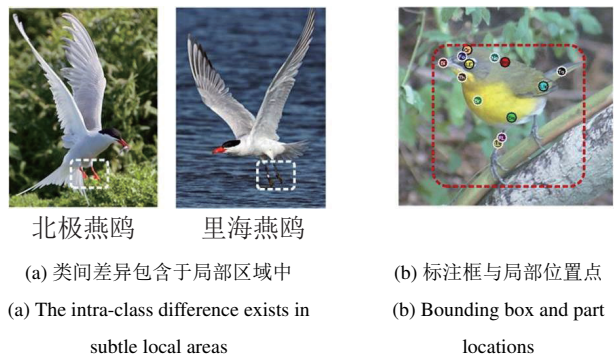 北极燕鸥
里海燕鸥
(a) 类间差异包含于局部区域中
(a) The intra-class difference exists in
subtle local areas
(b) 标注框与局部位置点
(b) Bounding box and part
locations